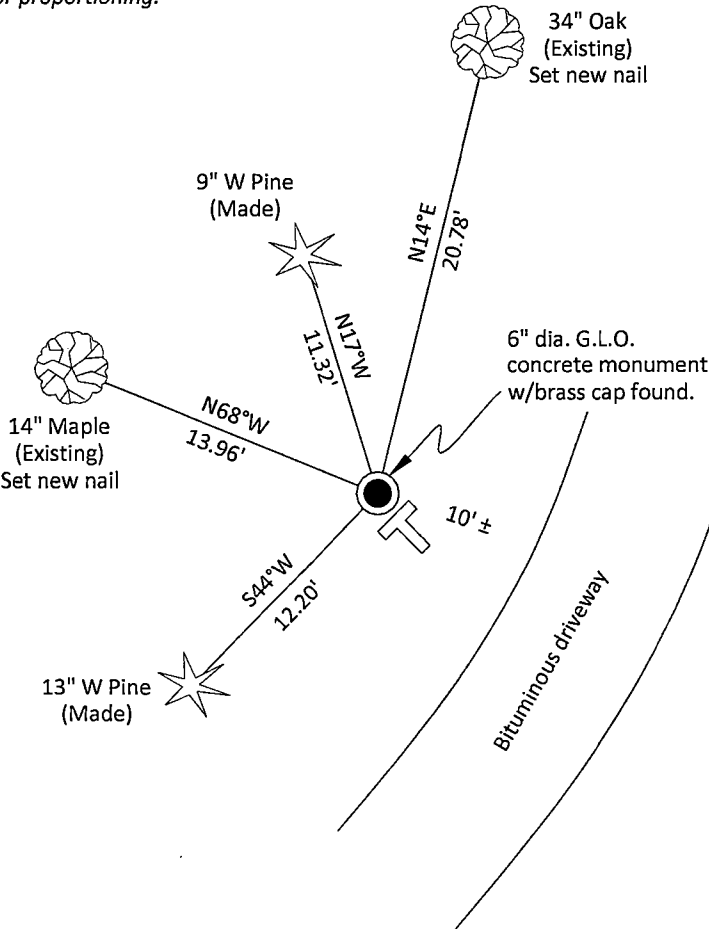 or proportioning.
34" Oak
(Existing)
Set new nail
9" W Pine
(Made)
N14°E
20.78'
N17°W
11.32'
6" dia. G.L.O.
concrete monument
w/brass cap found.
14" Maple
(Existing)
Set new nail
N68°W
13.96'
10' ±
S44°W
12.20'
13" W Pine
(Made)
Bituminous driveway